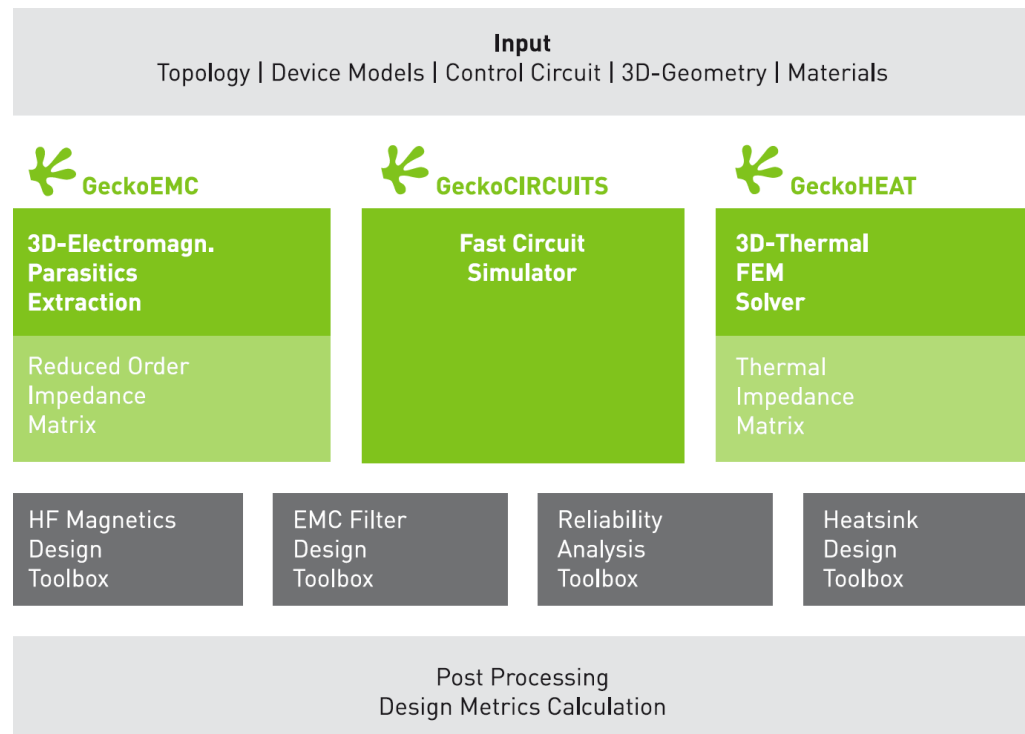 Input
Topology | Device Models | Control Circuit | 3D-Geometry | Materials
GeckoEMC
GeckoCIRCUITS
GeckoHEAT
3D-Electromagn.
Parasitics
Extraction
Reduced Order
Impedance
Matrix
Fast Circuit
Simulator
3D-Thermal
FEM
Solver
Thermal
Impedance
Matrix
HF Magnetics
Design
Toolbox
EMC Filter
Design
Toolbox
Reliability
Analysis
Toolbox
Heatsink
Design
Toolbox
Post Processing
Design Metrics Calculation